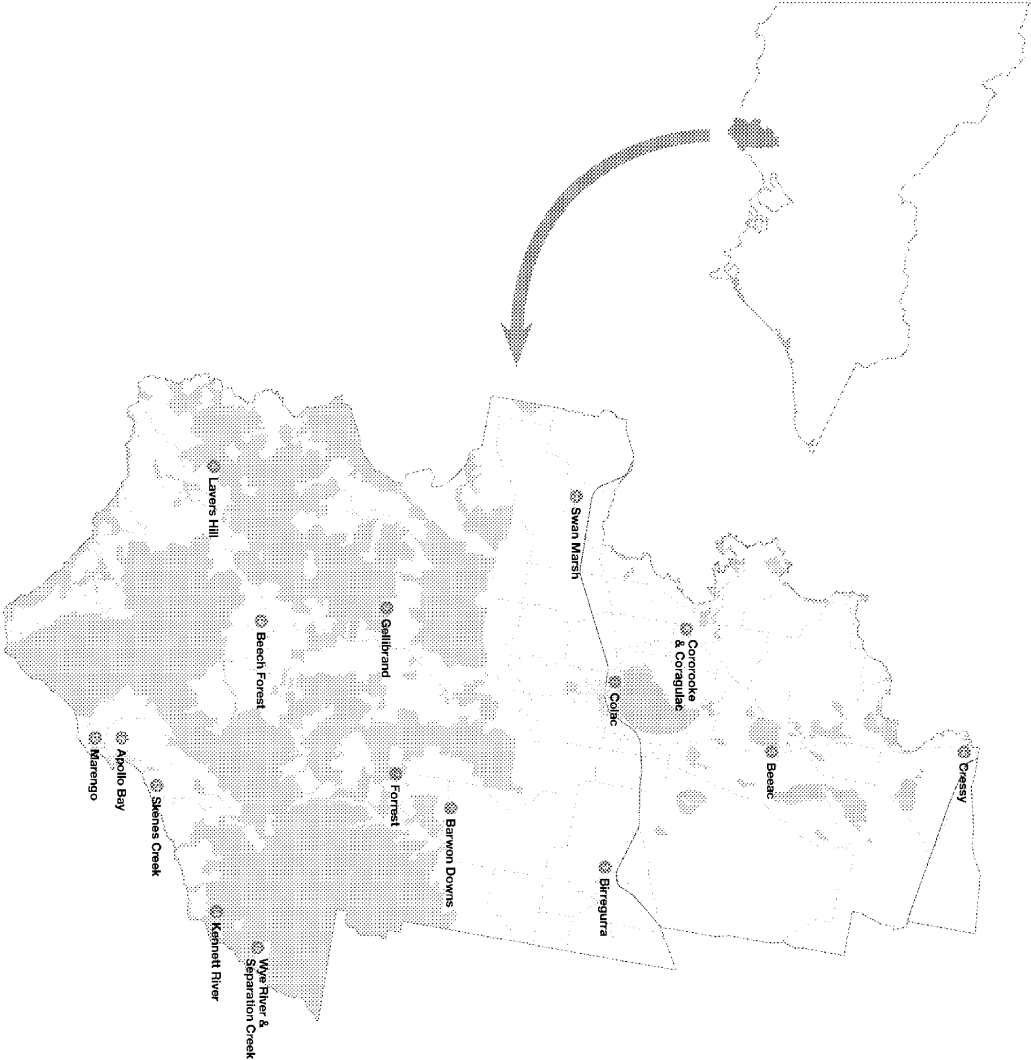 Cressy
Beeac
Cororooke
& Coragulac
Colac
Birregurra
Swan Marsh
Barwon Downs
Forrest
Gellibrand
Beech Forest
Wye River &
Separation Creek
Kennett River
Lavers Hill
Skenes Creek
Apollo Bay
Marengo